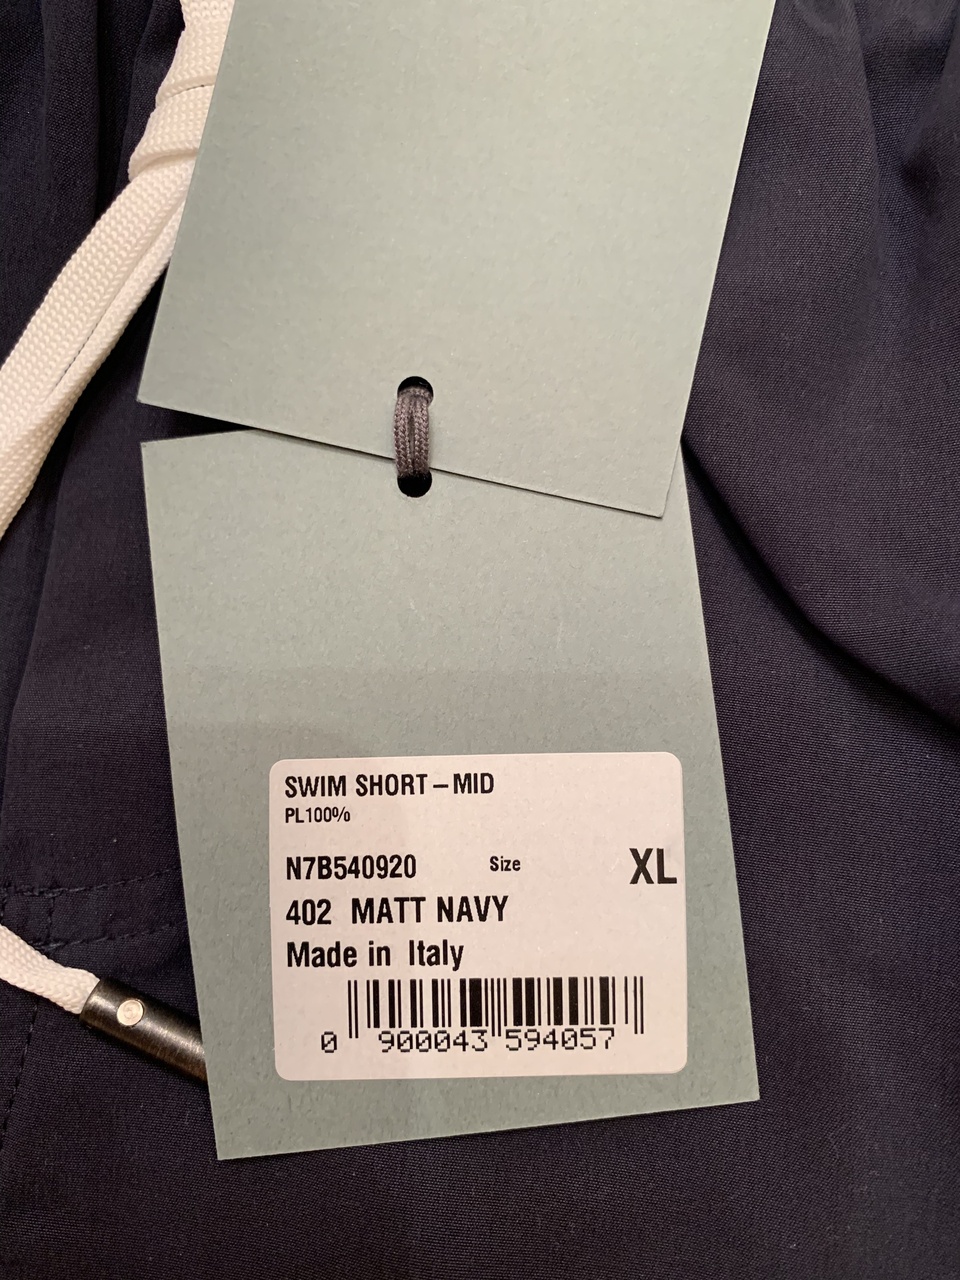 SWIM SHORT – MID
PL100%
N7B540920 Size XL
402 MATT NAVY
Made in Italy
0 900043 594057